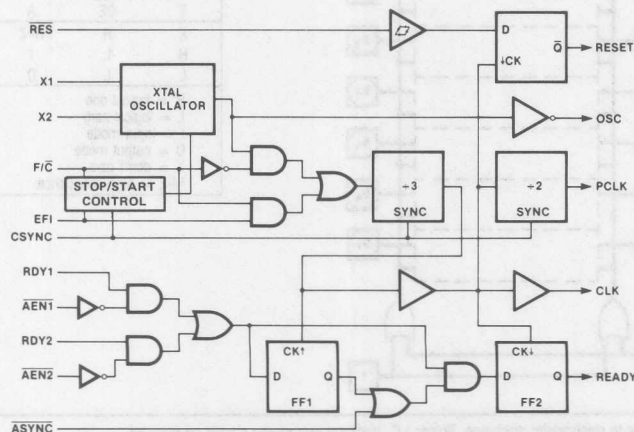 RES
D
Q
RESET
↓CK
X1
XTAL
OSCILLATOR
X2
OSC
F/C
STOP/START
CONTROL
÷3
SYNC
÷2
SYNC
PCLK
EFI
CSYNC
RDY1
AEN1
CLK
RDY2
AEN2
CK↑
D
Q
FF1
CK↓
D
Q
FF2
READY
ASYNC